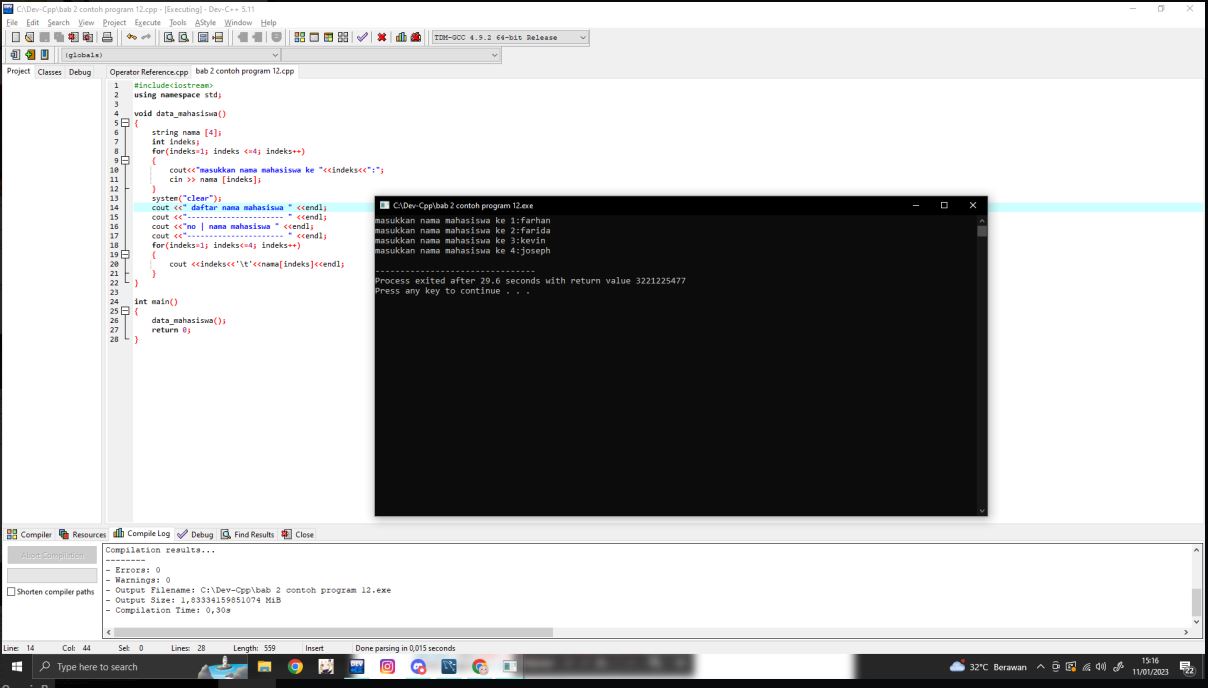 C:\Dev-Cpp\bab 2 contoh program 12.cpp - [Executing] - Dev-C++ 5.11
File Edit Search View Project Execute Tools AStyle Window Help
TDM-GCC 4.9.2 64-bit Release
(globals)
Project Classes Debug
Operator Reference.cpp bab 2 contoh program 12.cpp
1 #include<iostream>
2 using namespace std;
3
4 void data_mahasiswa()
5 {
6 string nama [4];
7 int indeks;
8 for(indeks=1; indeks <=4; indeks++)
9 {
10 cout<<"masukkan nama mahasiswa ke "<<indeks<<":";
11 cin >> nama [indeks];
12 }
13 system("clear");
14 cout <<" daftar nama mahasiswa " <<endl;
15 cout <<"---------------------- " <<endl;
16 cout <<"no | nama mahasiswa " <<endl;
17 cout <<"---------------------- " <<endl;
18 for(indeks=1; indeks<=4; indeks++)
19 {
20 cout <<indeks<<'\t'<<nama[indeks]<<endl;
21 }
22 }
23
24 int main()
25 {
26 data_mahasiswa();
27 return 0;
28 }
C:\Dev-Cpp\bab 2 contoh program 12.exe
masukkan nama mahasiswa ke 1:farhan
masukkan nama mahasiswa ke 2:farida
masukkan nama mahasiswa ke 3:kevin
masukkan nama mahasiswa ke 4:joseph
--------------------------------
Process exited after 29.6 seconds with return value 3221225477
Press any key to continue . . .
Compiler Resources Compile Log Debug Find Results Close
Abort Compilation
Shorten compiler paths
Compilation results...
--------
- Errors: 0
- Warnings: 0
- Output Filename: C:\Dev-Cpp\bab 2 contoh program 12.exe
- Output Size: 1,83334159851074 MiB
- Compilation Time: 0,30s
Line: 14 Col: 44 Sel: 0 Lines: 28 Length: 559 Insert Done parsing in 0,015 seconds
Type here to search
32°C Berawan
15:16
11/01/2023
22